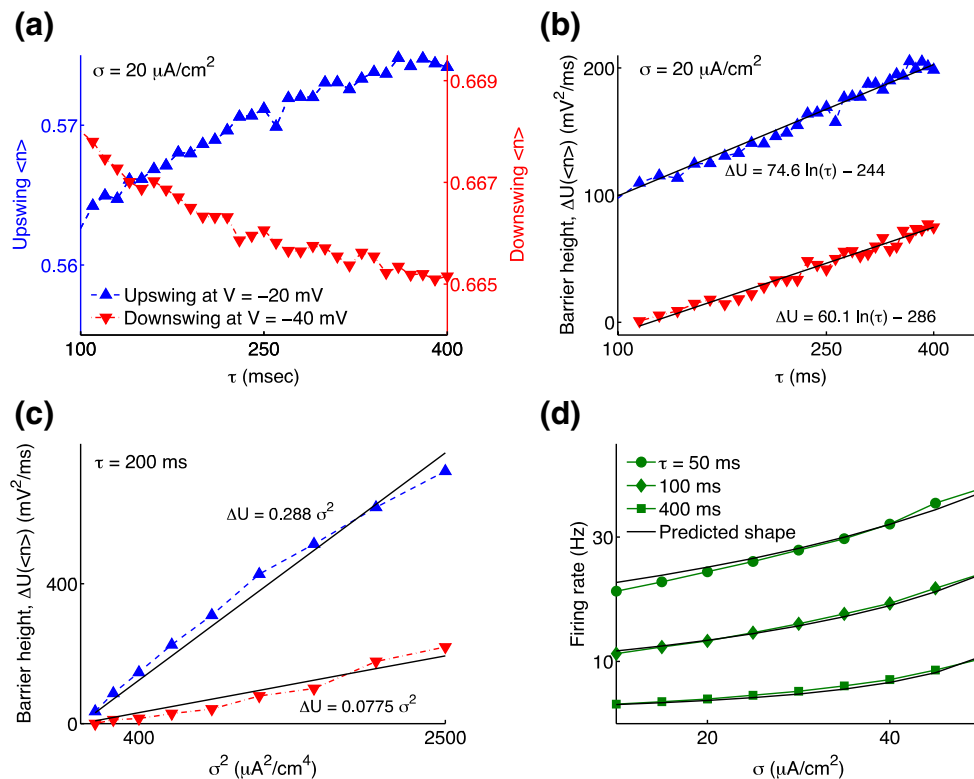 (a)
σ = 20 μA/cm²
Upswing <n>
0.57
0.56
Downswing <n>
0.669
0.667
0.665
Upswing at V = −20 mV
Downswing at V = −40 mV
100
250
400
τ (msec)
(b)
σ = 20 μA/cm²
Barrier height, ΔU(<n>) (mV²/ms)
200
100
0
ΔU = 74.6 ln(τ) − 244
ΔU = 60.1 ln(τ) − 286
100
250
400
τ (ms)
(c)
τ = 200 ms
Barrier height, ΔU(<n>) (mV²/ms)
400
0
ΔU = 0.288 σ²
ΔU = 0.0775 σ²
400
2500
σ² (μA²/cm⁴)
(d)
τ = 50 ms
100 ms
400 ms
Predicted shape
Firing rate (Hz)
30
10
20
40
σ (μA/cm²)